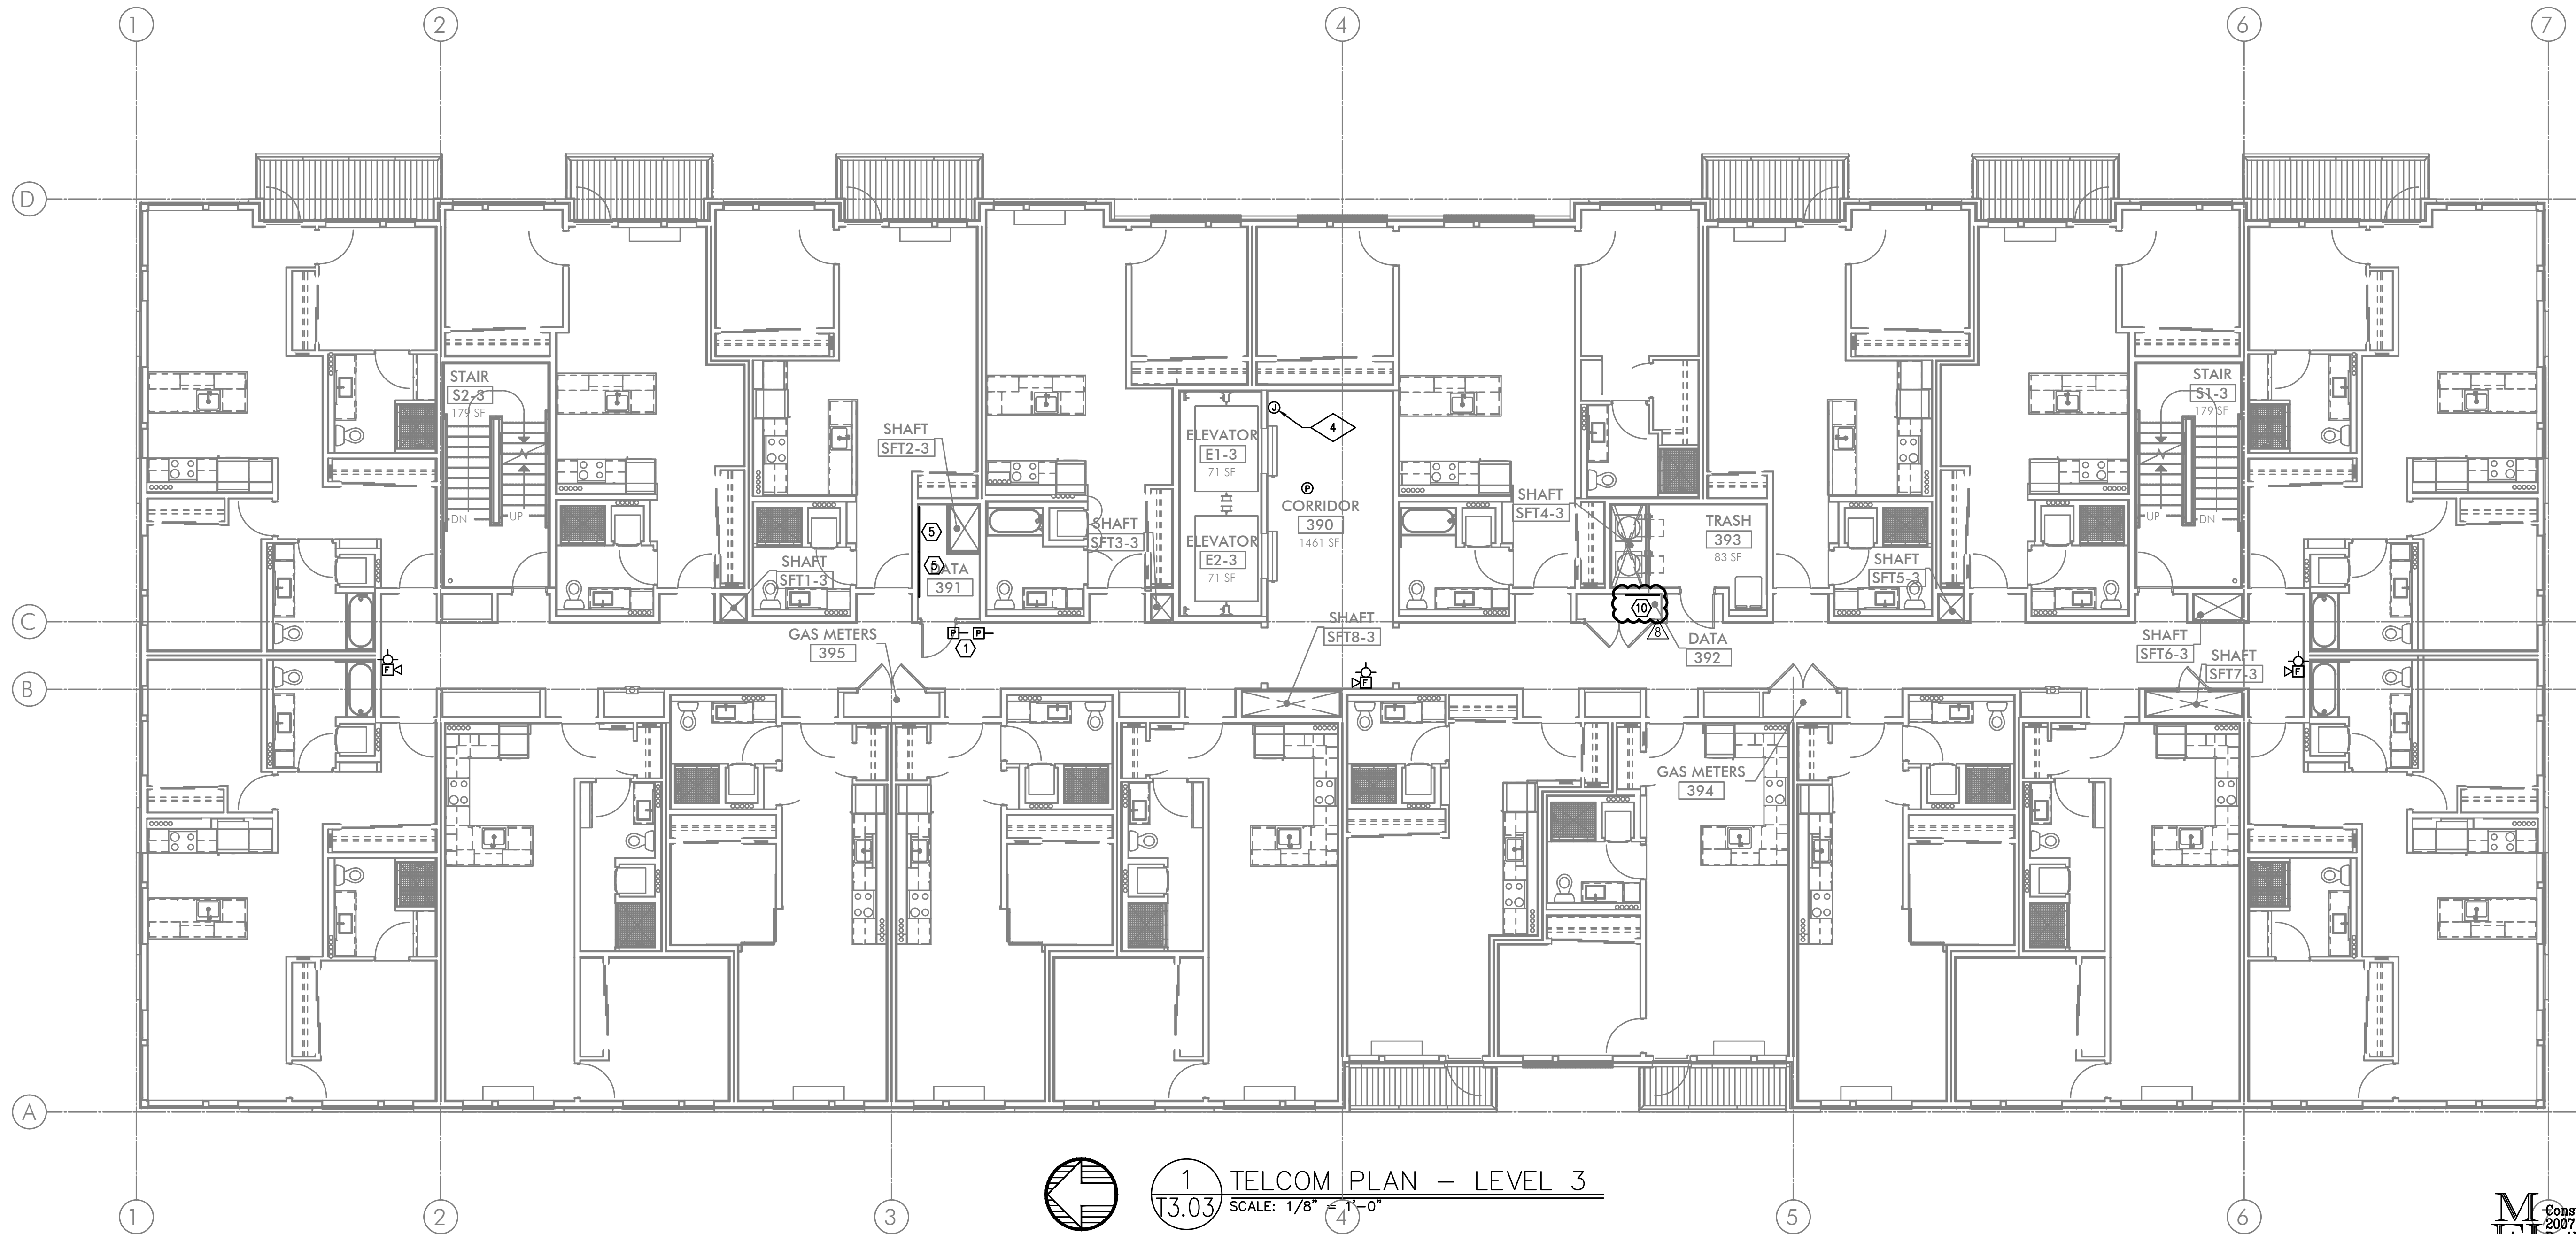 1
2
4
6
7
D
STAIR
S2-3
179 SF
DN
UP
SHAFT
SFT2-3
ELEVATOR
E1-3
71 SF
J
4
P
CORRIDOR
390
1461 SF
ELEVATOR
E2-3
71 SF
STAIR
S1-3
179 SF
UP
DN
SHAFT
SFT4-3
TRASH
393
83 SF
SHAFT
SFT3-3
5
5
DATA
391
SHAFT
SFT1-3
SHAFT
SFT5-3
C
10
8
P
P
1
GAS METERS
395
SHAFT
SFT8-3
DATA
392
SHAFT
SFT6-3
SHAFT
SFT7-3
F
F
F
B
GAS METERS
394
A
1
T3.03
TELCOM PLAN – LEVEL 3
SCALE: 1/8" = 1'-0"
1
2
3
4
5
6
M
Cons
2007